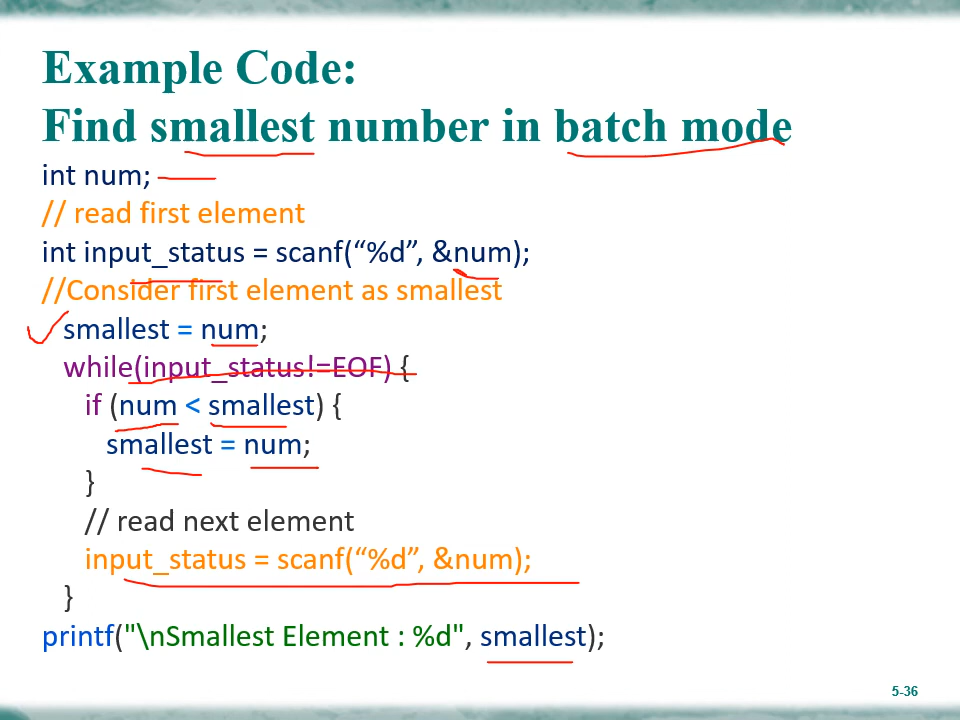 Example Code:
Find smallest number in batch mode
int num;
// read first element
int input_status = scanf(“%d”, &num);
//Consider first element as smallest
smallest = num;
while(input_status!=EOF) {
if (num < smallest) {
smallest = num;
}
// read next element
input_status = scanf(“%d”, &num);
}
printf("\nSmallest Element : %d", smallest);
5-36